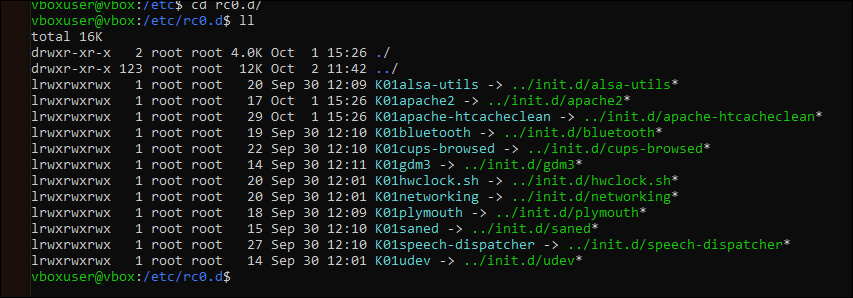 vboxuser@vbox:/etc$ cd rc0.d/
vboxuser@vbox:/etc/rc0.d$ ll
total 16K
drwxr-xr-x   2 root root 4.0K Oct  1 15:26 ./
drwxr-xr-x 123 root root  12K Oct  2 11:42 ../
lrwxrwxrwx   1 root root   20 Sep 30 12:09 K01alsa-utils -> ../init.d/alsa-utils*
lrwxrwxrwx   1 root root   17 Oct  1 15:26 K01apache2 -> ../init.d/apache2*
lrwxrwxrwx   1 root root   29 Oct  1 15:26 K01apache-htcacheclean -> ../init.d/apache-htcacheclean*
lrwxrwxrwx   1 root root   19 Sep 30 12:10 K01bluetooth -> ../init.d/bluetooth*
lrwxrwxrwx   1 root root   22 Sep 30 12:10 K01cups-browsed -> ../init.d/cups-browsed*
lrwxrwxrwx   1 root root   14 Sep 30 12:11 K01gdm3 -> ../init.d/gdm3*
lrwxrwxrwx   1 root root   20 Sep 30 12:01 K01hwclock.sh -> ../init.d/hwclock.sh*
lrwxrwxrwx   1 root root   20 Sep 30 12:01 K01networking -> ../init.d/networking*
lrwxrwxrwx   1 root root   18 Sep 30 12:09 K01plymouth -> ../init.d/plymouth*
lrwxrwxrwx   1 root root   15 Sep 30 12:10 K01saned -> ../init.d/saned*
lrwxrwxrwx   1 root root   27 Sep 30 12:10 K01speech-dispatcher -> ../init.d/speech-dispatcher*
lrwxrwxrwx   1 root root   14 Sep 30 12:01 K01udev -> ../init.d/udev*
vboxuser@vbox:/etc/rc0.d$